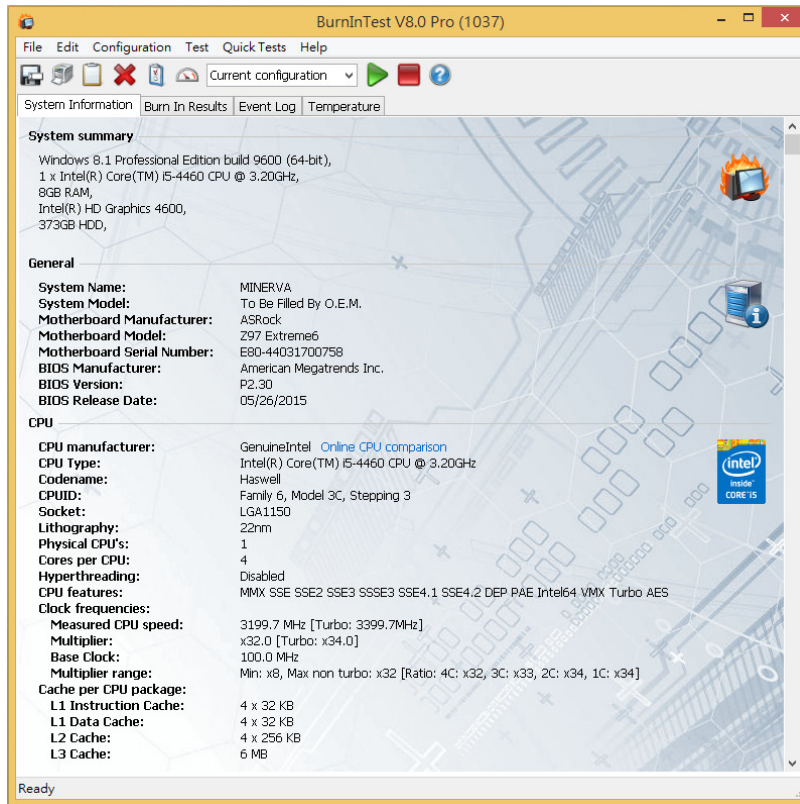 BurnInTest V8.0 Pro (1037)
File Edit Configuration Test Quick Tests Help
Current configuration
System Information Burn In Results Event Log Temperature
System summary
Windows 8.1 Professional Edition build 9600 (64-bit),
1 x Intel(R) Core(TM) i5-4460 CPU @ 3.20GHz,
8GB RAM,
Intel(R) HD Graphics 4600,
373GB HDD,
General
System Name: MINERVA
System Model: To Be Filled By O.E.M.
Motherboard Manufacturer: ASRock
Motherboard Model: Z97 Extreme6
Motherboard Serial Number: E80-44031700758
BIOS Manufacturer: American Megatrends Inc.
BIOS Version: P2.30
BIOS Release Date: 05/26/2015
CPU
CPU manufacturer: GenuineIntel Online CPU comparison
CPU Type: Intel(R) Core(TM) i5-4460 CPU @ 3.20GHz
Codename: Haswell
CPUID: Family 6, Model 3C, Stepping 3
Socket: LGA1150
Lithography: 22nm
Physical CPU's: 1
Cores per CPU: 4
Hyperthreading: Disabled
CPU features: MMX SSE SSE2 SSE3 SSSE3 SSE4.1 SSE4.2 DEP PAE Intel64 VMX Turbo AES
Clock frequencies:
Measured CPU speed: 3199.7 MHz [Turbo: 3399.7MHz]
Multiplier: x32.0 [Turbo: x34.0]
Base Clock: 100.0 MHz
Multiplier range: Min: x8, Max non turbo: x32 [Ratio: 4C: x32, 3C: x33, 2C: x34, 1C: x34]
Cache per CPU package:
L1 Instruction Cache: 4 x 32 KB
L1 Data Cache: 4 x 32 KB
L2 Cache: 4 x 256 KB
L3 Cache: 6 MB
intel
inside
CORE i5
Ready